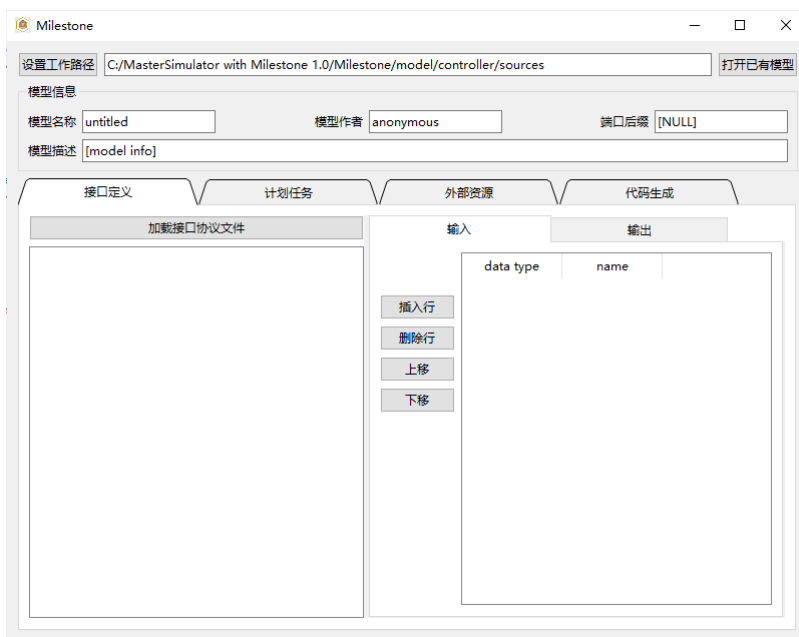 Milestone
设置工作路径 C:/MasterSimulator with Milestone 1.0/Milestone/model/controller/sources 打开已有模型
模型信息
模型名称 untitled 模型作者 anonymous 端口后缀 [NULL]
模型描述 [model info]
接口定义 计划任务 外部资源 代码生成
加载接口协议文件 输入 输出
data type name
插入行
删除行
上移
下移